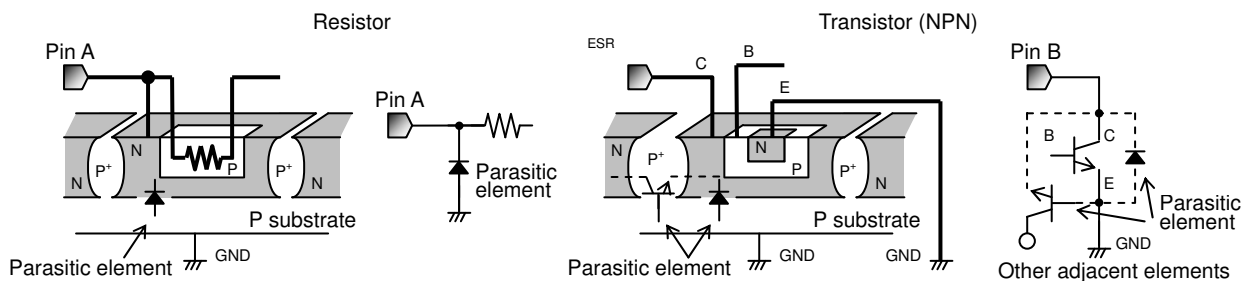 Resistor
Transistor (NPN)
Pin A
ESR
C
B
E
Pin B
Pin A
N
P
N
P+
P+
N
Parasitic
element
P substrate
GND
Parasitic element
N
P+
N
P
P+
N
P substrate
GND
GND
Parasitic element
B
C
E
Parasitic
element
GND
Other adjacent elements